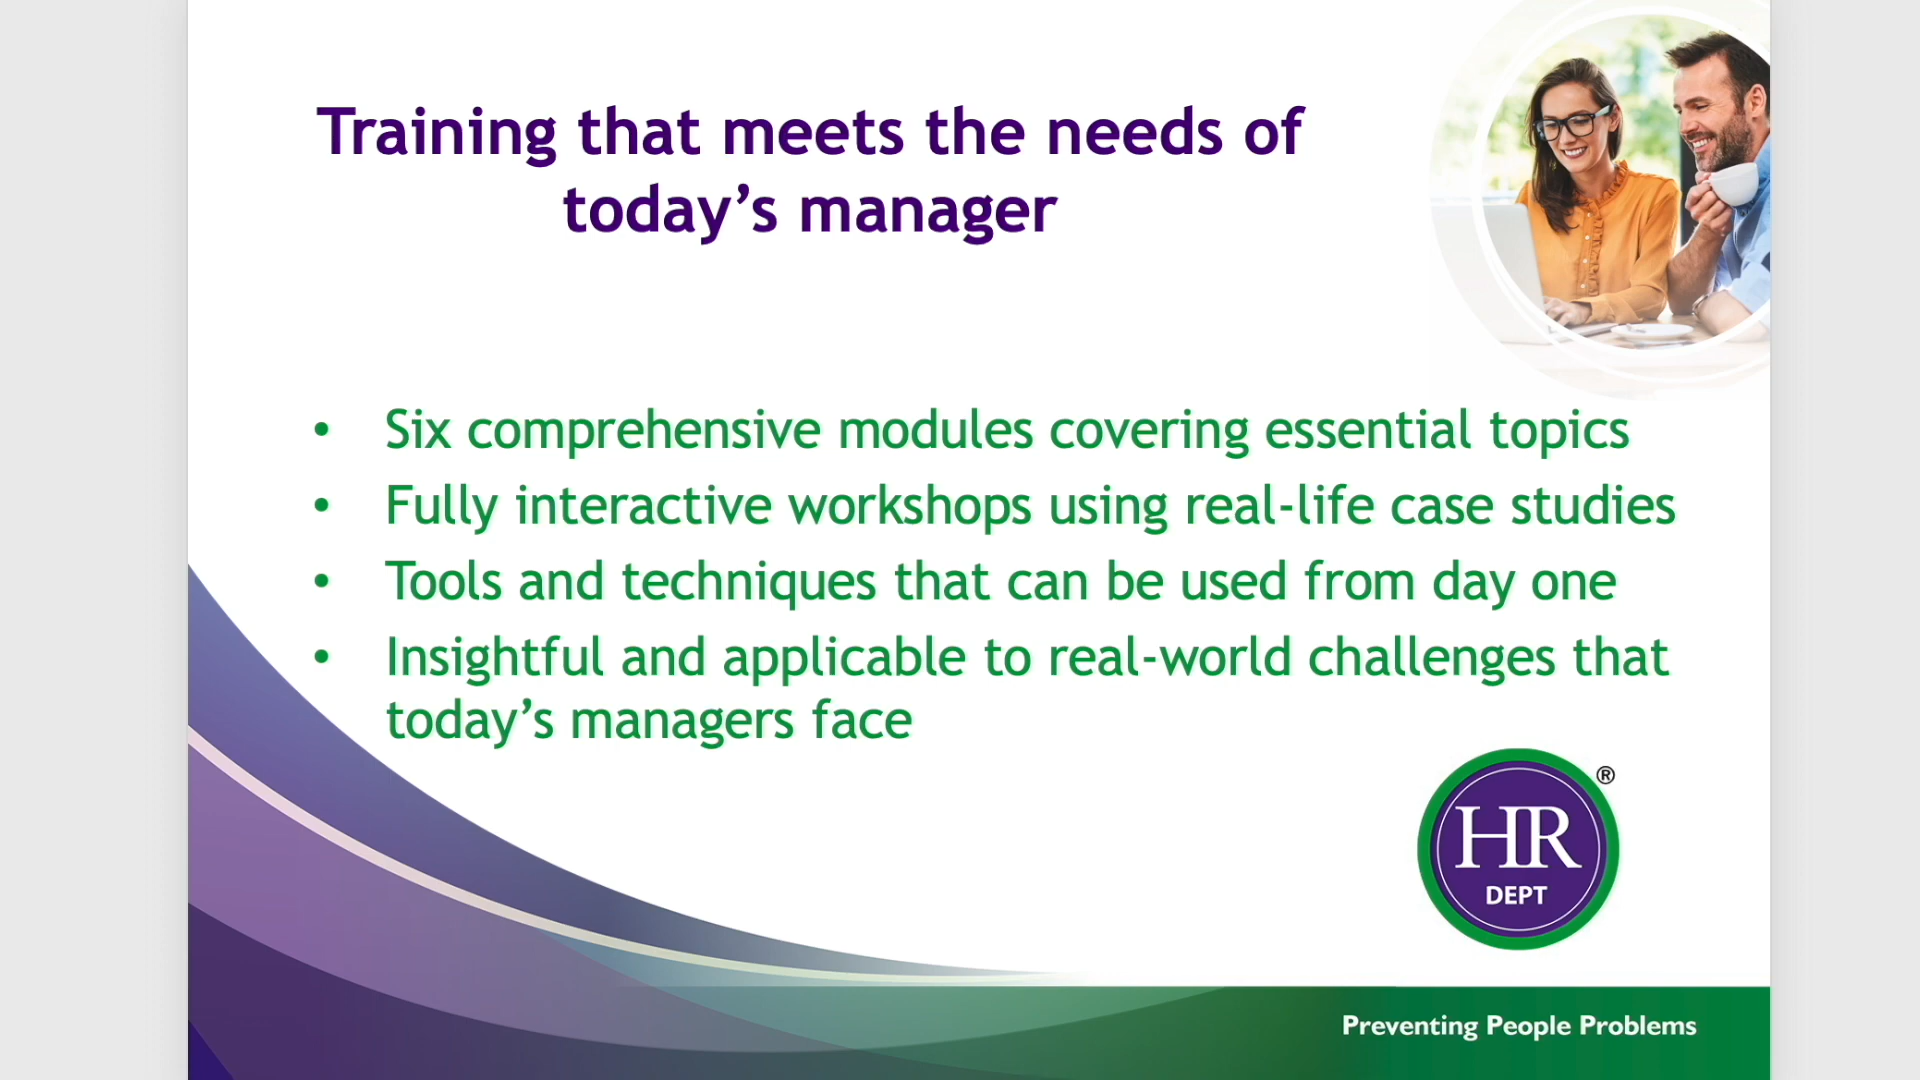 Training that meets the needs of
today’s manager
• Six comprehensive modules covering essential topics
• Fully interactive workshops using real-life case studies
• Tools and techniques that can be used from day one
• Insightful and applicable to real-world challenges that
today’s managers face
®
HR
DEPT
Preventing People Problems